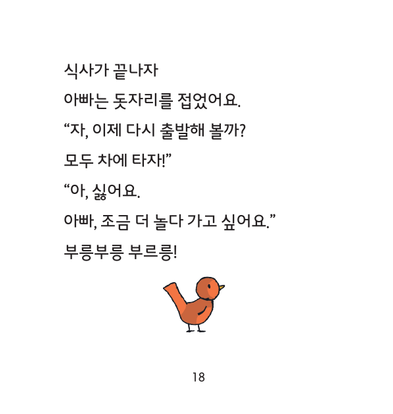 식사가 끝나자
아빠는 돗자리를 접었어요.
“자, 이제 다시 출발해 볼까?
모두 차에 타자!”
“아, 싫어요.
아빠, 조금 더 놀다 가고 싶어요.”
부릉부릉 부르릉!
18